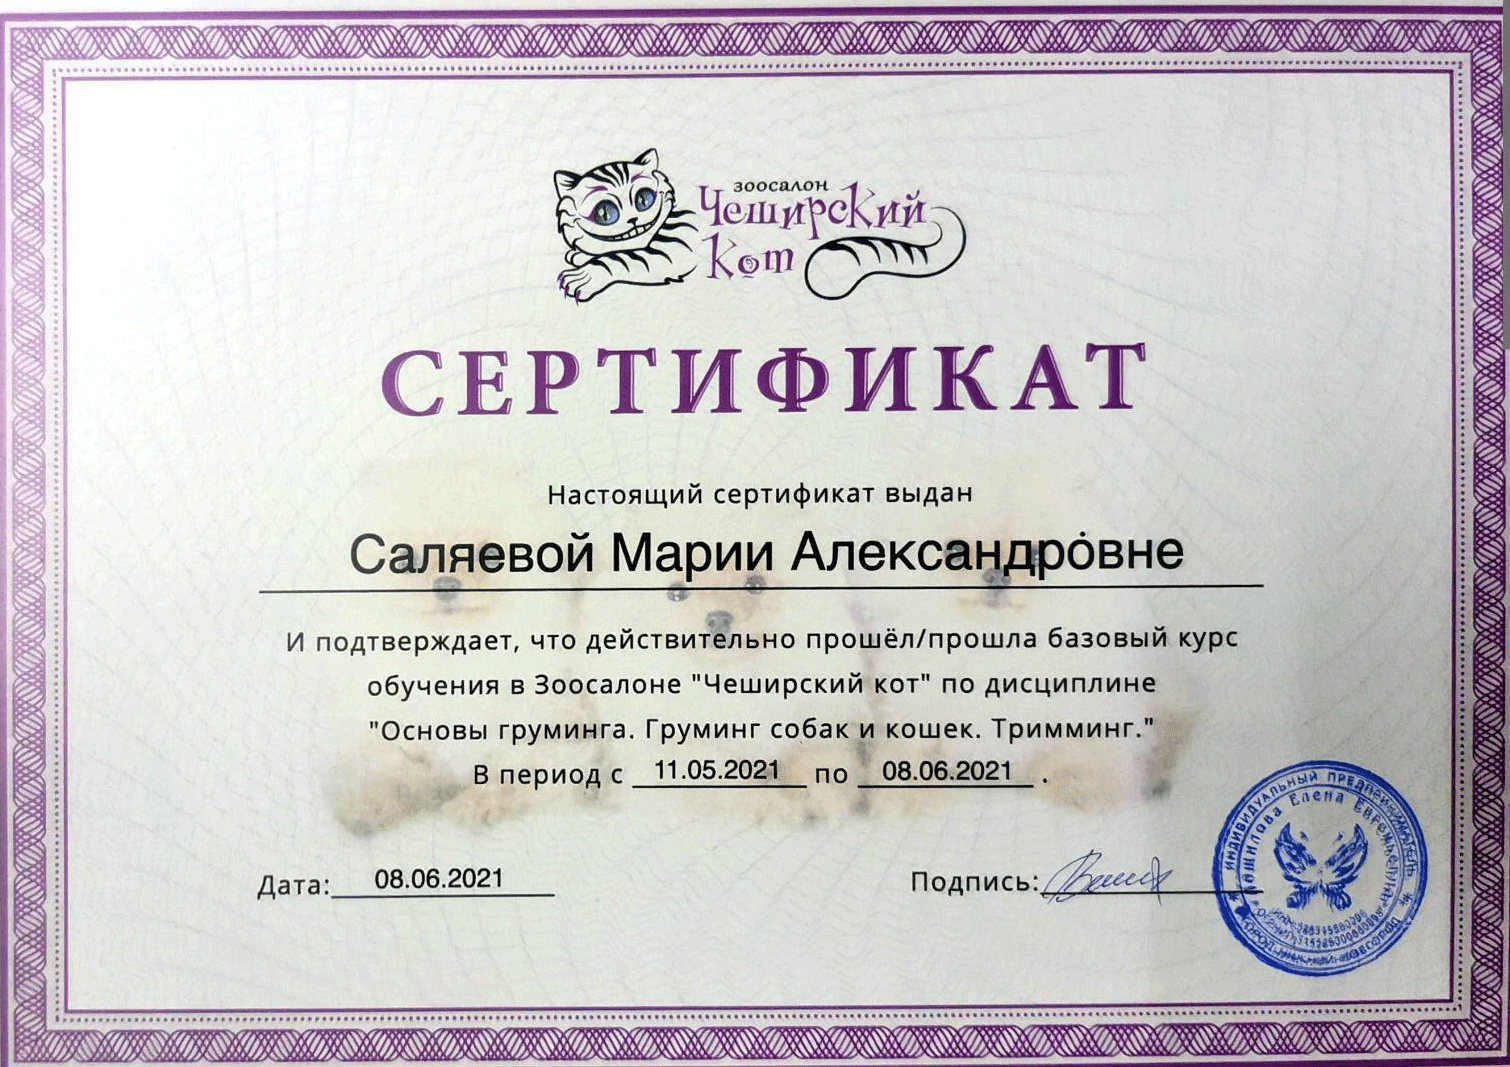 зоосалон
Чеширский
Кот
СЕРТИФИКАТ
Настоящий сертификат выдан
Саляевой Марии Александровне
И подтверждает, что действительно прошёл/прошла базовый курс
обучения в Зоосалоне "Чеширский кот" по дисциплине
"Основы груминга. Груминг собак и кошек. Тримминг."
В период с 11.05.2021 по 08.06.2021 .
Дата: 08.06.2021
Подпись:
ИНДИВИДУАЛЬНЫЙ ПРЕДПРИНИМАТЕЛЬ
Елена Евгеньевна